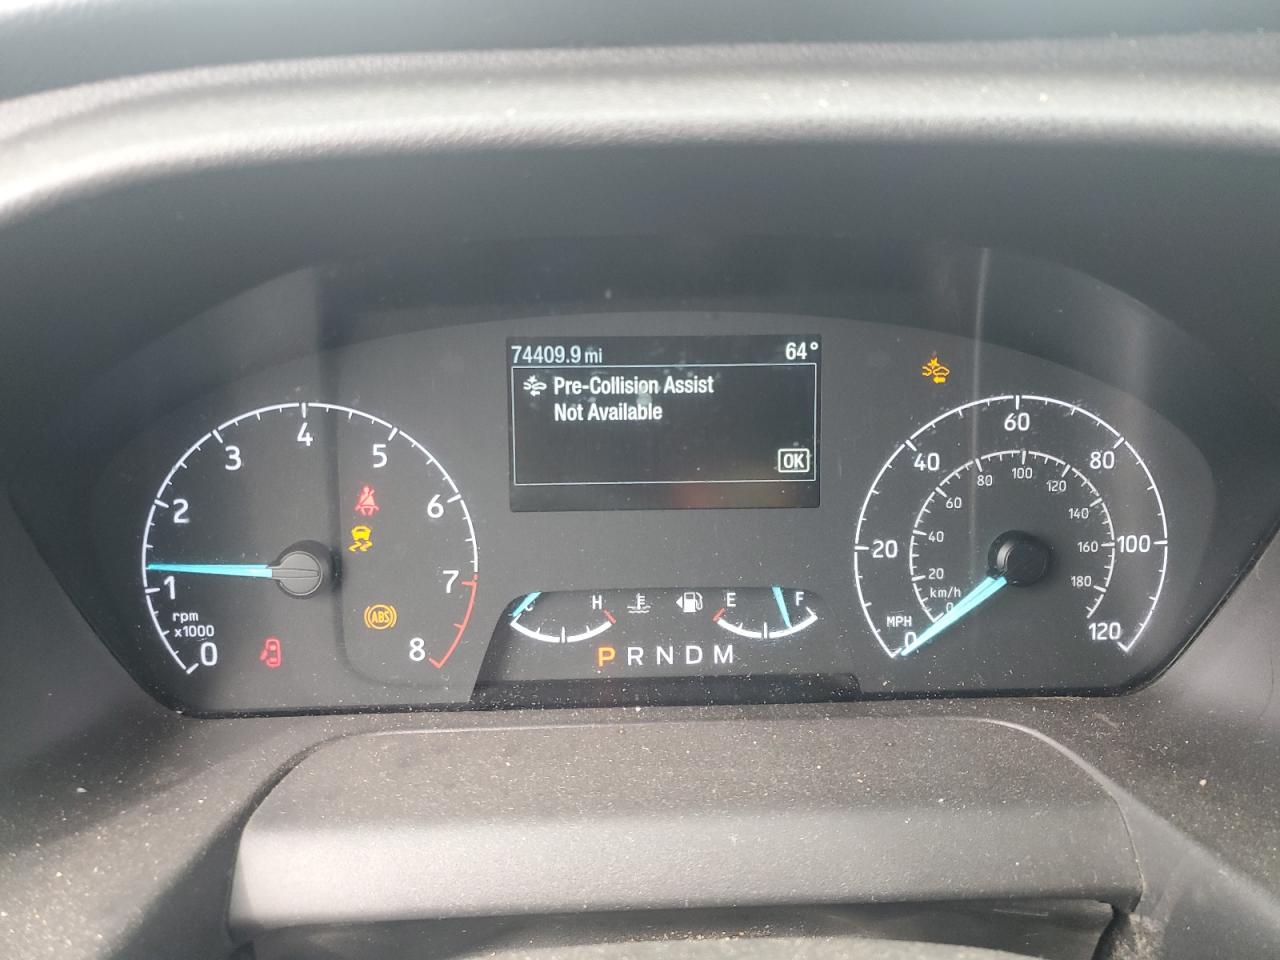 74409.9 mi 64°
Pre-Collision Assist
Not Available
OK
0 1 2 3 4 5 6 7 8
rpm
x1000
ABS
C H E F
P R N D M
0 20 40 60 80 100 120
MPH
0 20 40 60 80 100 120 140 160 180
km/h